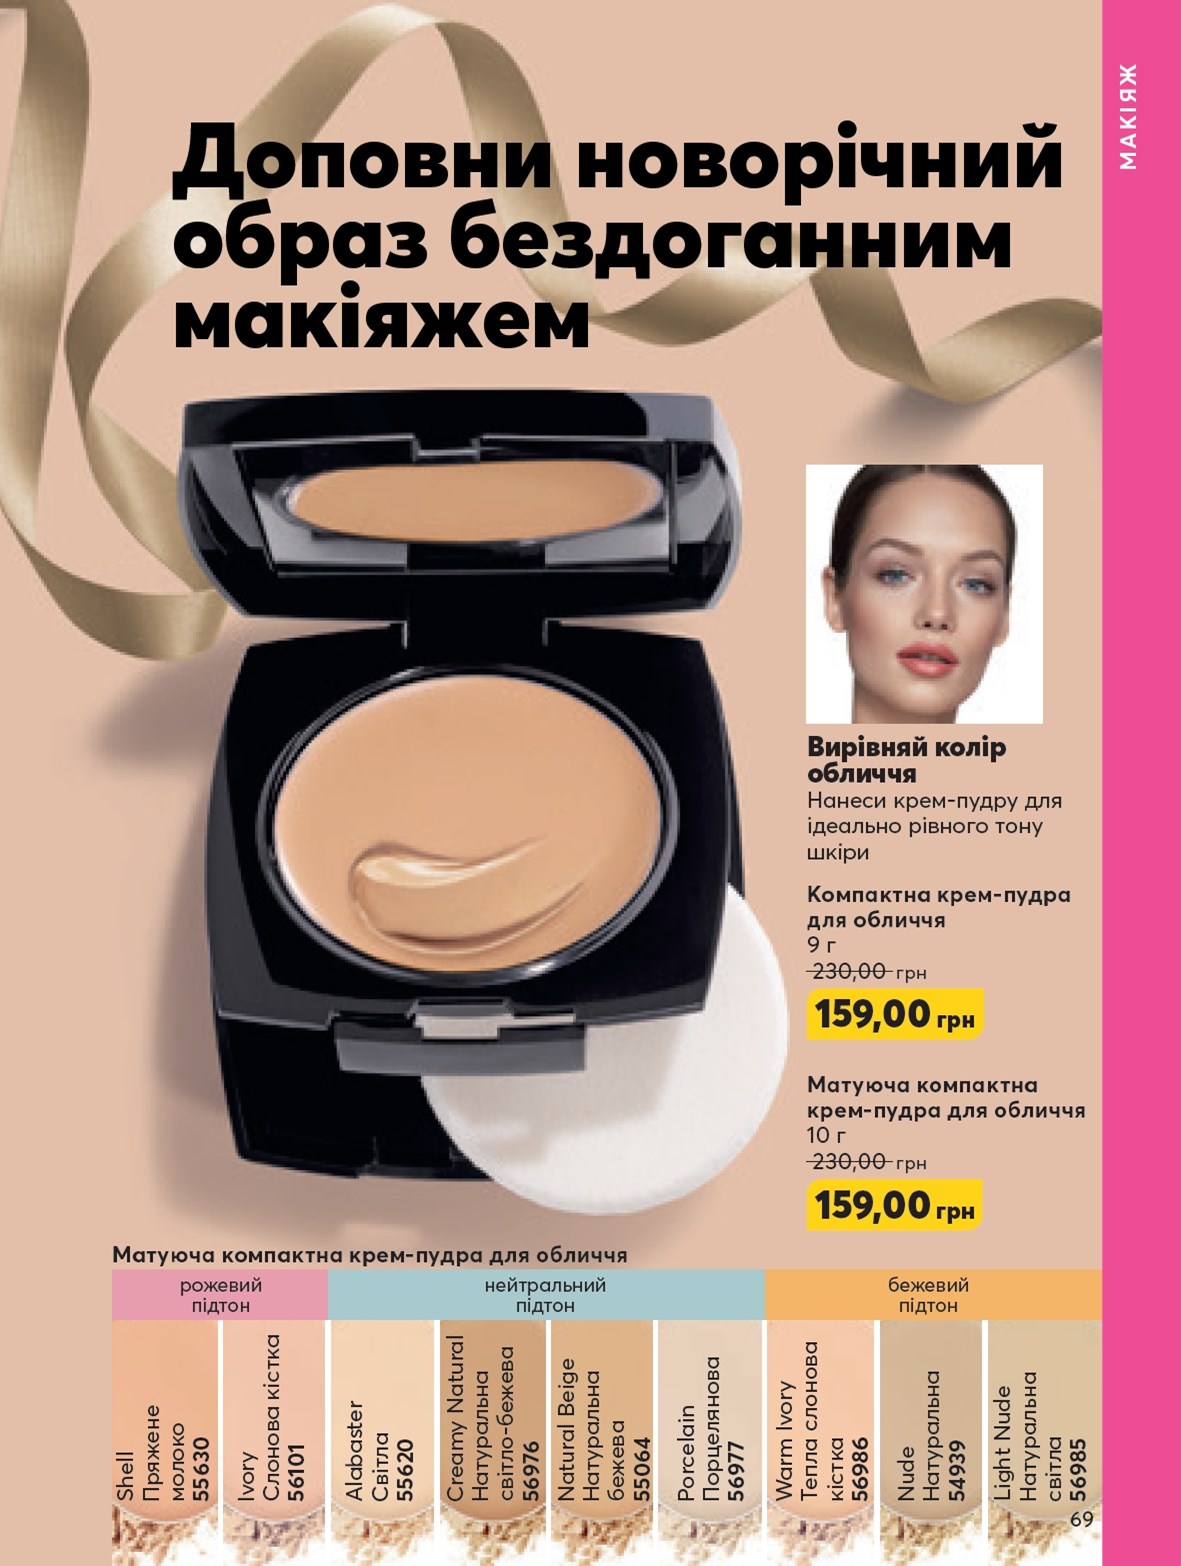 МАКІЯЖ
Доповни новорічний
образ бездоганним
макіяжем
Вирівняй колір
обличчя
Нанеси крем-пудру для
ідеально рівного тону
шкіри
Компактна крем-пудра
для обличчя
9 г
230,00 грн
159,00 грн
Матуюча компактна
крем-пудра для обличчя
10 г
230,00 грн
159,00 грн
Матуюча компактна крем-пудра для обличчя
рожевий
підтон
нейтральний
підтон
бежевий
підтон
Shell
Пряжене
молоко
55630
Ivory
Слонова кістка
56101
Alabaster
Світла
55620
Creamy Natural
Натуральна
світло-бежева
56976
Natural Beige
Натуральна
бежева
55064
Porcelain
Порцелянова
56977
Warm Ivory
Тепла слонова
кістка
56986
Nude
Натуральна
54939
Light Nude
Натуральна
світла
56985
69